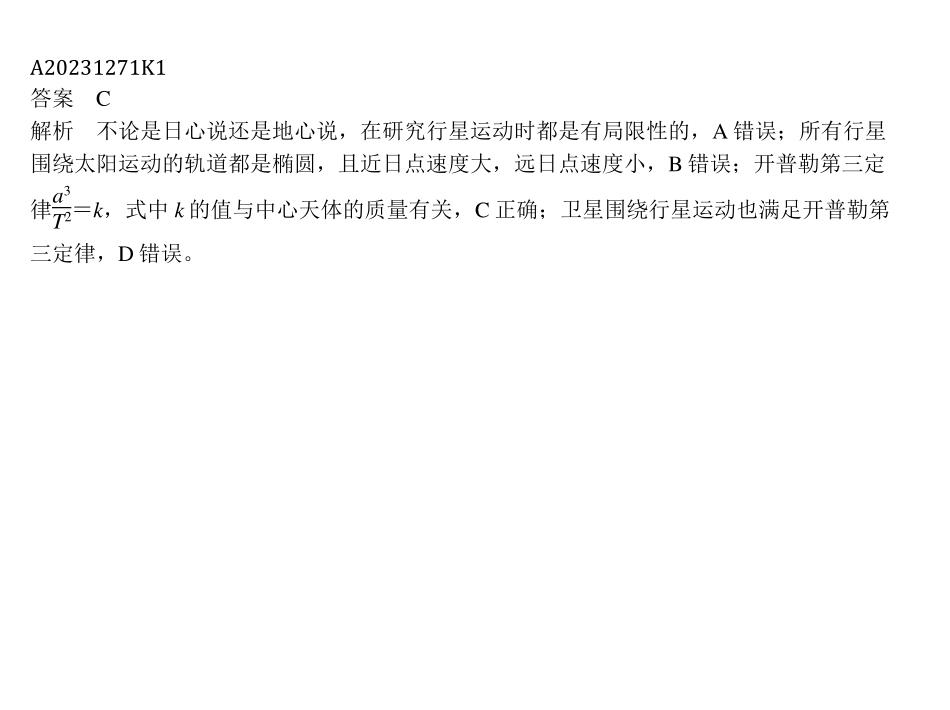 A20231271K1
答案　C
解析　不论是日心说还是地心说，在研究行星运动时都是有局限性的，A 错误；所有行星
围绕太阳运动的轨道都是椭圆，且近日点速度大，远日点速度小，B 错误；开普勒第三定
律a³/T²＝k，式中 k 的值与中心天体的质量有关，C 正确；卫星围绕行星运动也满足开普勒第
三定律，D 错误。